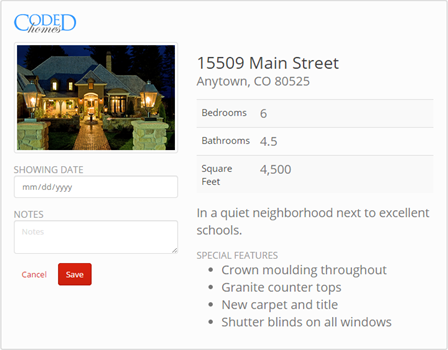 CODED
homes
15509 Main Street
Anytown, CO 80525
Bedrooms 6
Bathrooms 4.5
Square
Feet 4,500
SHOWING DATE
mm/dd/yyyy
NOTES
Notes
Cancel Save
In a quiet neighborhood next to excellent
schools.
SPECIAL FEATURES
Crown moulding throughout
Granite counter tops
New carpet and title
Shutter blinds on all windows